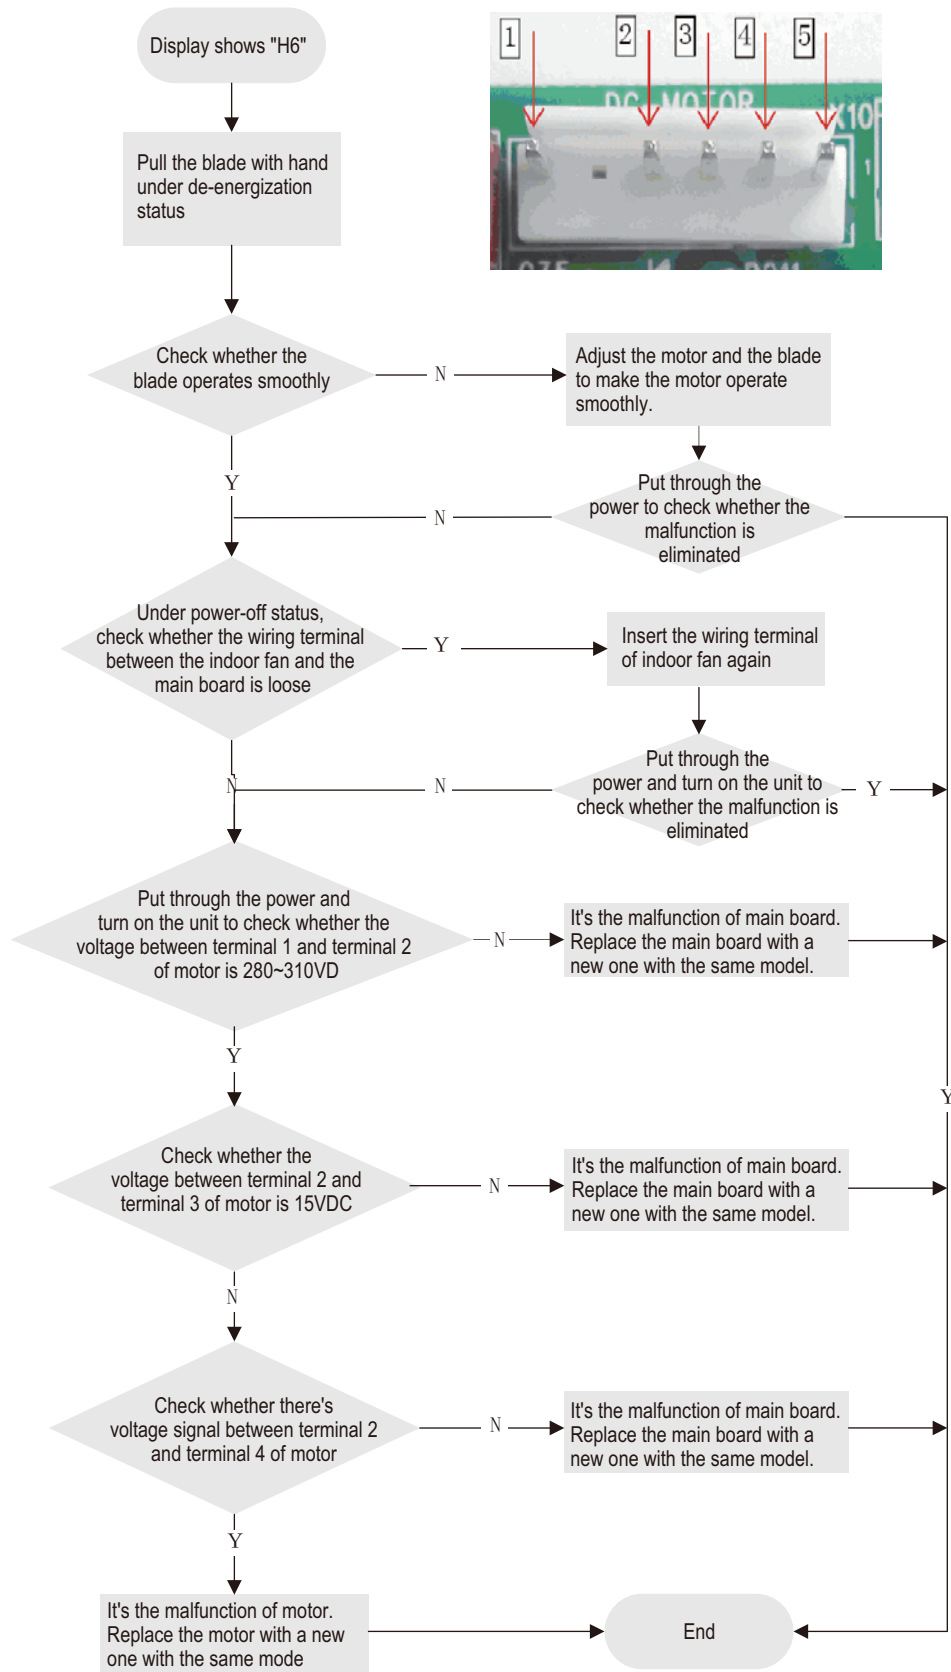 Display shows "H6"
1
2
3
4
5
DC MOTOR
X10
1
Pull the blade with hand
under de-energization
status
Check whether the
blade operates smoothly
N
Adjust the motor and the blade
to make the motor operate
smoothly.
Y
Put through the
power to check whether the
malfunction is
eliminated
N
Under power-off status,
check whether the wiring terminal
between the indoor fan and the
main board is loose
Y
Insert the wiring terminal
of indoor fan again
N
Put through the
power and turn on the unit to
check whether the malfunction is
eliminated
N
Y
Put through the power and
turn on the unit to check whether the
voltage between terminal 1 and terminal 2
of motor is 280~310VD
N
It's the malfunction of main board.
Replace the main board with a
new one with the same model.
Y
Y
Check whether the
voltage between terminal 2 and
terminal 3 of motor is 15VDC
N
It's the malfunction of main board.
Replace the main board with a
new one with the same model.
N
Check whether there's
voltage signal between terminal 2
and terminal 4 of motor
N
It's the malfunction of main board.
Replace the main board with a
new one with the same model.
Y
It's the malfunction of motor.
Replace the motor with a new
one with the same mode
End